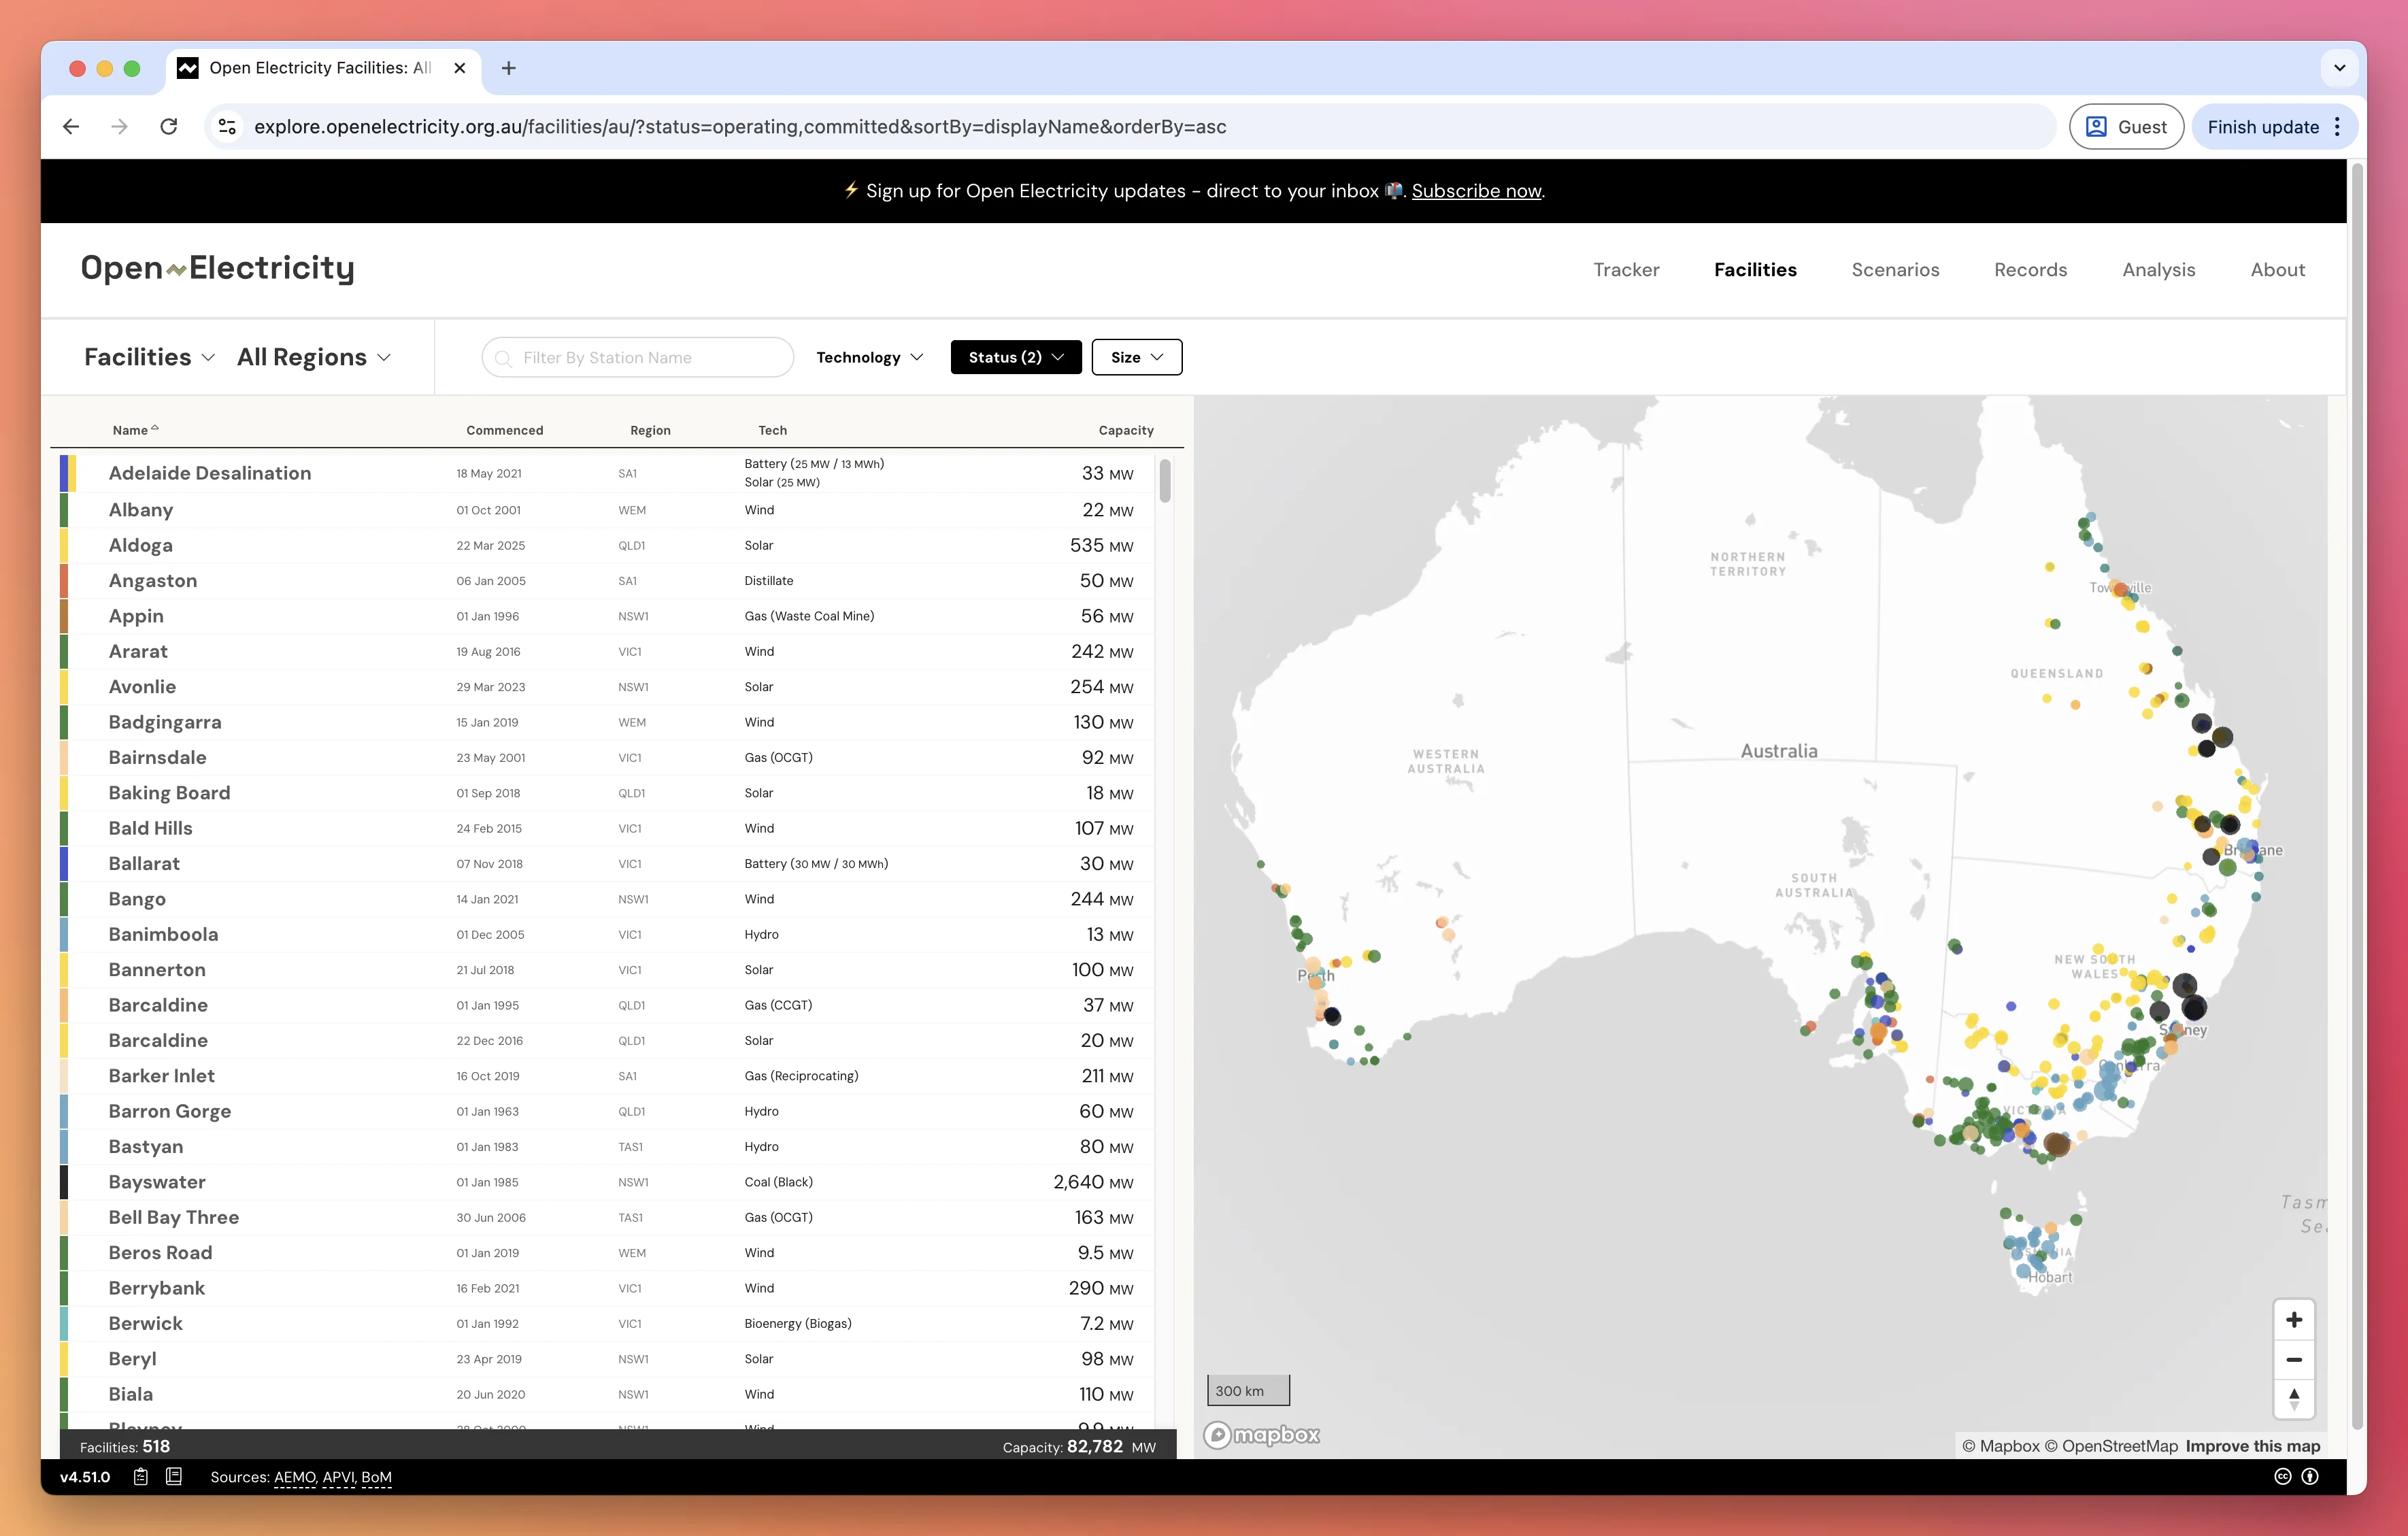 Open Electricity Facilities: All
explore.openelectricity.org.au/facilities/au/?status=operating,committed&sortBy=displayName&orderBy=asc
Guest
Finish update
⚡ Sign up for Open Electricity updates – direct to your inbox 📬. Subscribe now.
Open Electricity
Tracker Facilities Scenarios Records Analysis About
Facilities All Regions Filter By Station Name Technology Status (2) Size
Name Commenced Region Tech Capacity
Adelaide Desalination 18 May 2021 SA1 Battery (25 MW / 13 MWh) Solar (25 MW) 33 MW
Albany 01 Oct 2001 WEM Wind 22 MW
Aldoga 22 Mar 2025 QLD1 Solar 535 MW
Angaston 06 Jan 2005 SA1 Distillate 50 MW
Appin 01 Jan 1996 NSW1 Gas (Waste Coal Mine) 56 MW
Ararat 19 Aug 2016 VIC1 Wind 242 MW
Avonlie 29 Mar 2023 NSW1 Solar 254 MW
Badgingarra 15 Jan 2019 WEM Wind 130 MW
Bairnsdale 23 May 2001 VIC1 Gas (OCGT) 92 MW
Baking Board 01 Sep 2018 QLD1 Solar 18 MW
Bald Hills 24 Feb 2015 VIC1 Wind 107 MW
Ballarat 07 Nov 2018 VIC1 Battery (30 MW / 30 MWh) 30 MW
Bango 14 Jan 2021 NSW1 Wind 244 MW
Banimboola 01 Dec 2005 VIC1 Hydro 13 MW
Bannerton 21 Jul 2018 VIC1 Solar 100 MW
Barcaldine 01 Jan 1995 QLD1 Gas (CCGT) 37 MW
Barcaldine 22 Dec 2016 QLD1 Solar 20 MW
Barker Inlet 16 Oct 2019 SA1 Gas (Reciprocating) 211 MW
Barron Gorge 01 Jan 1963 QLD1 Hydro 60 MW
Bastyan 01 Jan 1983 TAS1 Hydro 80 MW
Bayswater 01 Jan 1985 NSW1 Coal (Black) 2,640 MW
Bell Bay Three 30 Jun 2006 TAS1 Gas (OCGT) 163 MW
Beros Road 01 Jan 2019 WEM Wind 9.5 MW
Berrybank 16 Feb 2021 VIC1 Wind 290 MW
Berwick 01 Jan 1992 VIC1 Bioenergy (Biogas) 7.2 MW
Beryl 23 Apr 2019 NSW1 Solar 98 MW
Biala 20 Jun 2020 NSW1 Wind 110 MW
Facilities: 518 Capacity: 82,782 MW
NORTHERN
TERRITORY
QUEENSLAND
WESTERN
AUSTRALIA
Australia
SOUTH
AUSTRALIA
NEW SOUTH
WALES
Hobart
300 km
mapbox
© Mapbox © OpenStreetMap Improve this map
v4.51.0 Sources: AEMO, APVI, BoM